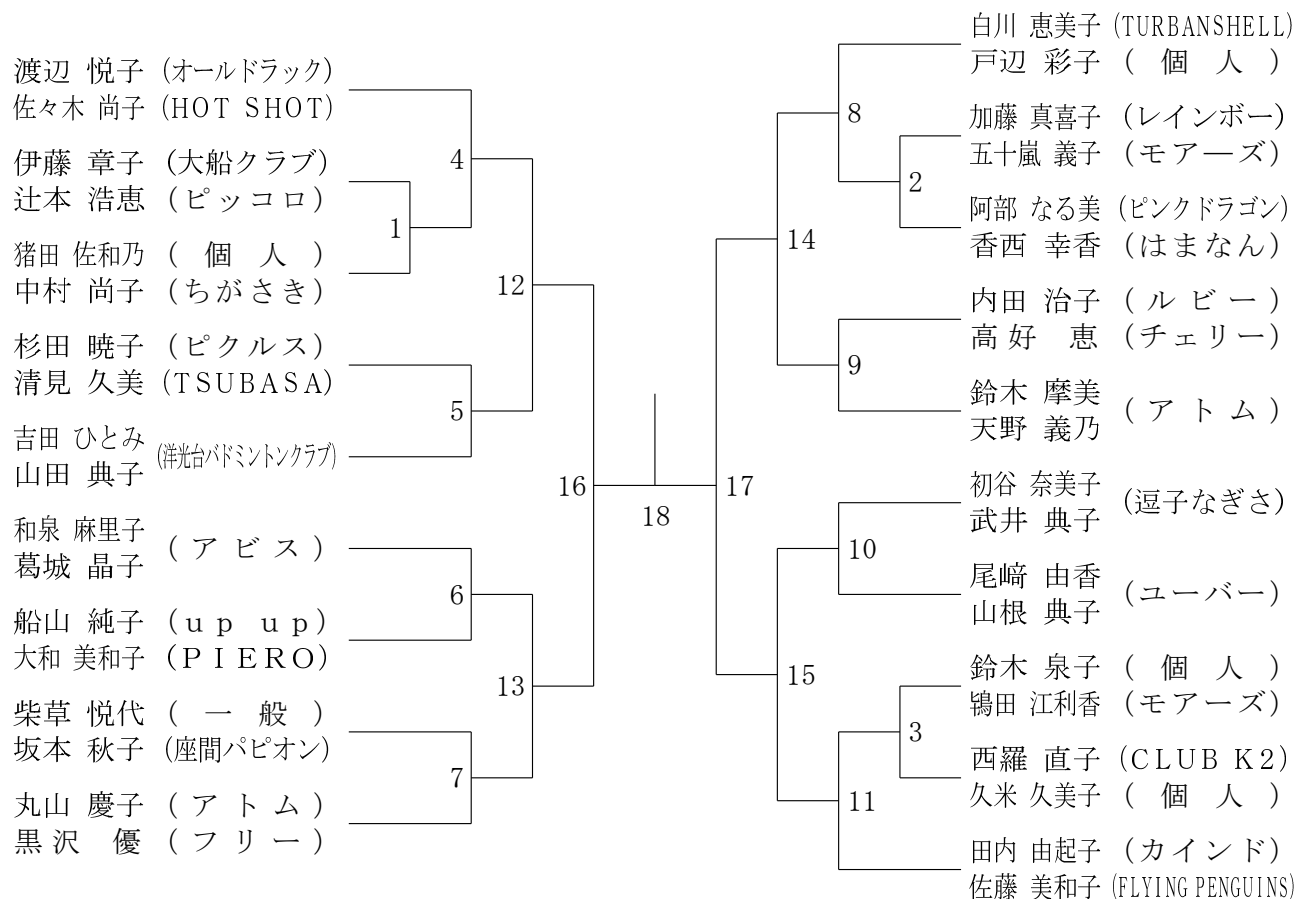 渡辺 悦子 (オールドラック)
佐々木 尚子 (HOT SHOT)
伊藤 章子 (大船クラブ)
辻本 浩恵 (ピッコロ)
猪田 佐和乃 (個 人)
中村 尚子 (ちがさき)
杉田 暁子 (ピクルス)
清見 久美 (TSUBASA)
吉田 ひとみ
山田 典子
(洋光台バドミントンクラブ)
和泉 麻里子
葛城 晶子
(アビス)
船山 純子 (up up)
大和 美和子 (PIERO)
柴草 悦代 (一 般)
坂本 秋子 (座間パピオン)
丸山 慶子 (アトム)
黒沢 優 (フリー)
4
1
12
5
16
6
13
7
18
17
8
2
14
9
10
15
3
11
白川 恵美子 (TURBANSHELL)
戸辺 彩子 (個 人)
加藤 真喜子 (レインボー)
五十嵐 義子 (モアーズ)
阿部 なる美 (ピンクドラゴン)
香西 幸香 (はまなん)
内田 治子 (ルビー)
高好 恵 (チェリー)
鈴木 摩美
天野 義乃
(アトム)
初谷 奈美子
武井 典子
(逗子なぎさ)
尾﨑 由香
山根 典子
(ユーバー)
鈴木 泉子 (個 人)
鴇田 江利香 (モアーズ)
西羅 直子 (CLUB K2)
久米 久美子 (個 人)
田内 由起子 (カインド)
佐藤 美和子 (FLYING PENGUINS)